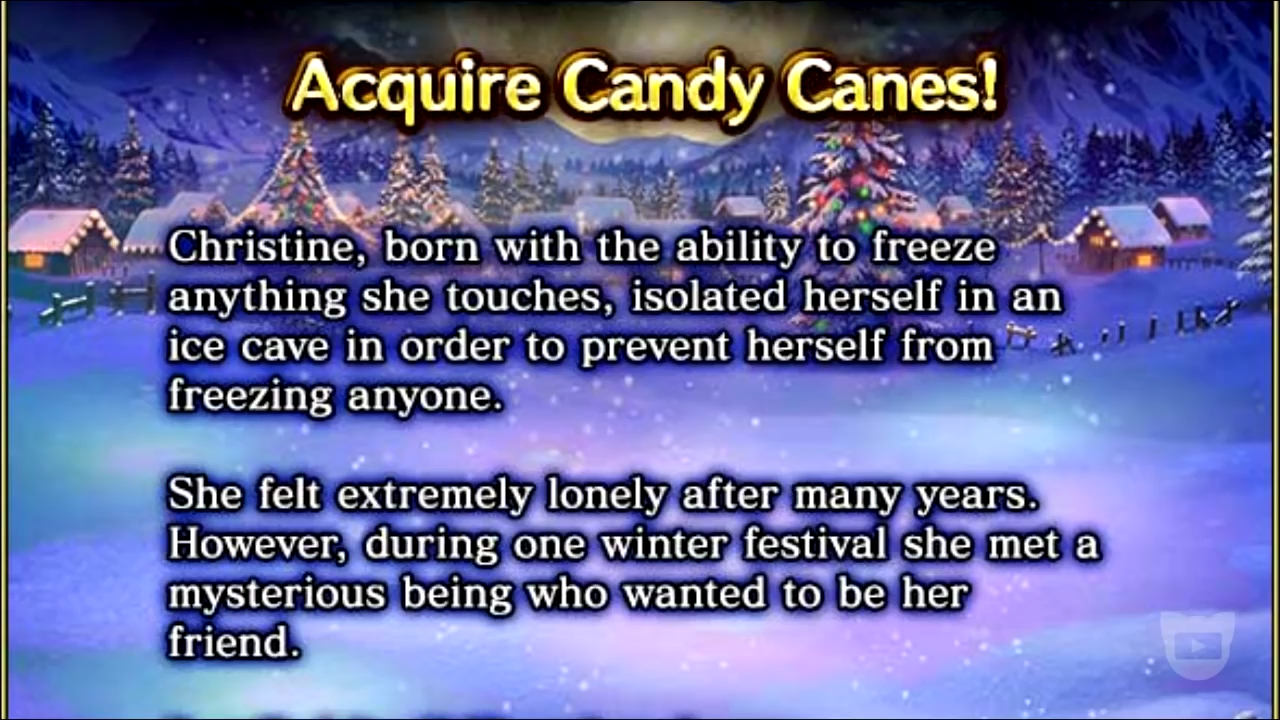 Acquire Candy Canes!
Christine, born with the ability to freeze
anything she touches, isolated herself in an
ice cave in order to prevent herself from
freezing anyone.
She felt extremely lonely after many years.
However, during one winter festival she met a
mysterious being who wanted to be her
friend.